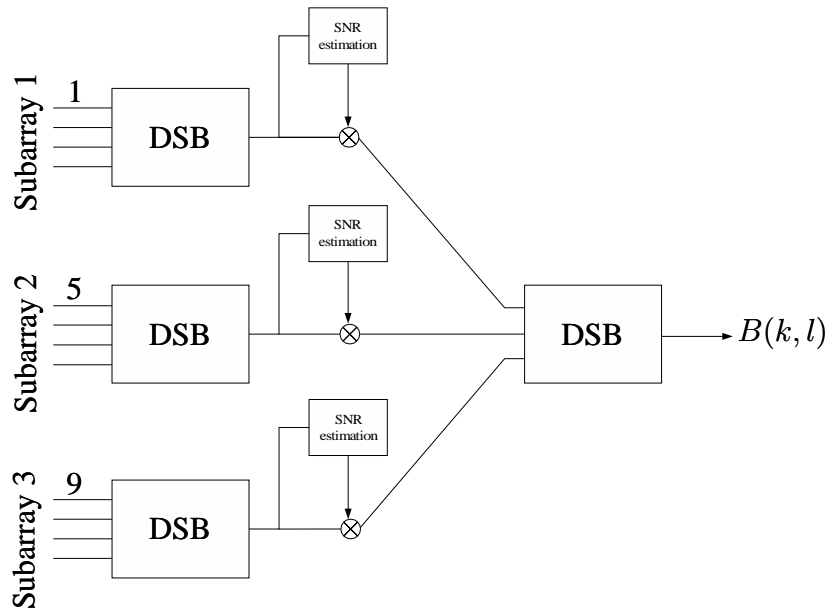 SNR
estimation
Subarray 1
1
DSB
SNR
estimation
Subarray 2
5
DSB
DSB
B(k, l)
SNR
estimation
Subarray 3
9
DSB